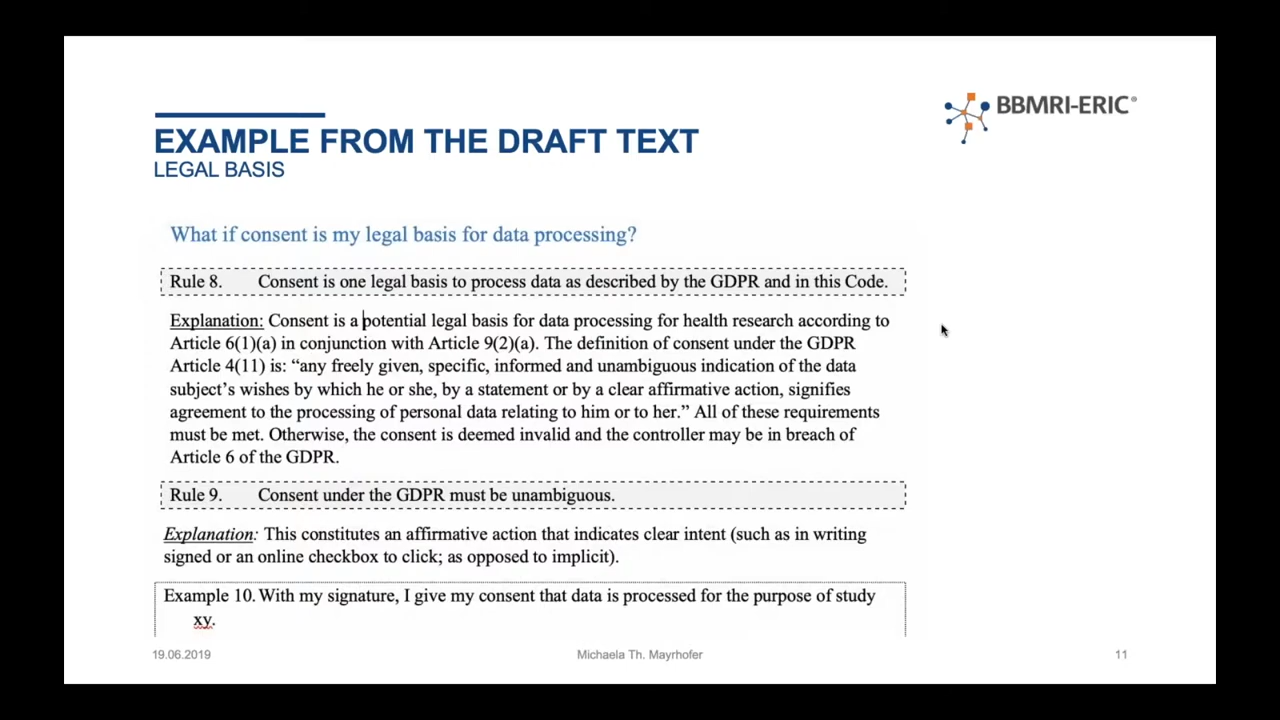 BBMRI-ERIC®
EXAMPLE FROM THE DRAFT TEXT
LEGAL BASIS
What if consent is my legal basis for data processing?
Rule 8. Consent is one legal basis to process data as described by the GDPR and in this Code.
Explanation: Consent is a potential legal basis for data processing for health research according to
Article 6(1)(a) in conjunction with Article 9(2)(a). The definition of consent under the GDPR
Article 4(11) is: “any freely given, specific, informed and unambiguous indication of the data
subject’s wishes by which he or she, by a statement or by a clear affirmative action, signifies
agreement to the processing of personal data relating to him or to her.” All of these requirements
must be met. Otherwise, the consent is deemed invalid and the controller may be in breach of
Article 6 of the GDPR.
Rule 9. Consent under the GDPR must be unambiguous.
Explanation: This constitutes an affirmative action that indicates clear intent (such as in writing
signed or an online checkbox to click; as opposed to implicit).
Example 10. With my signature, I give my consent that data is processed for the purpose of study
xy.
19.06.2019 Michaela Th. Mayrhofer 11